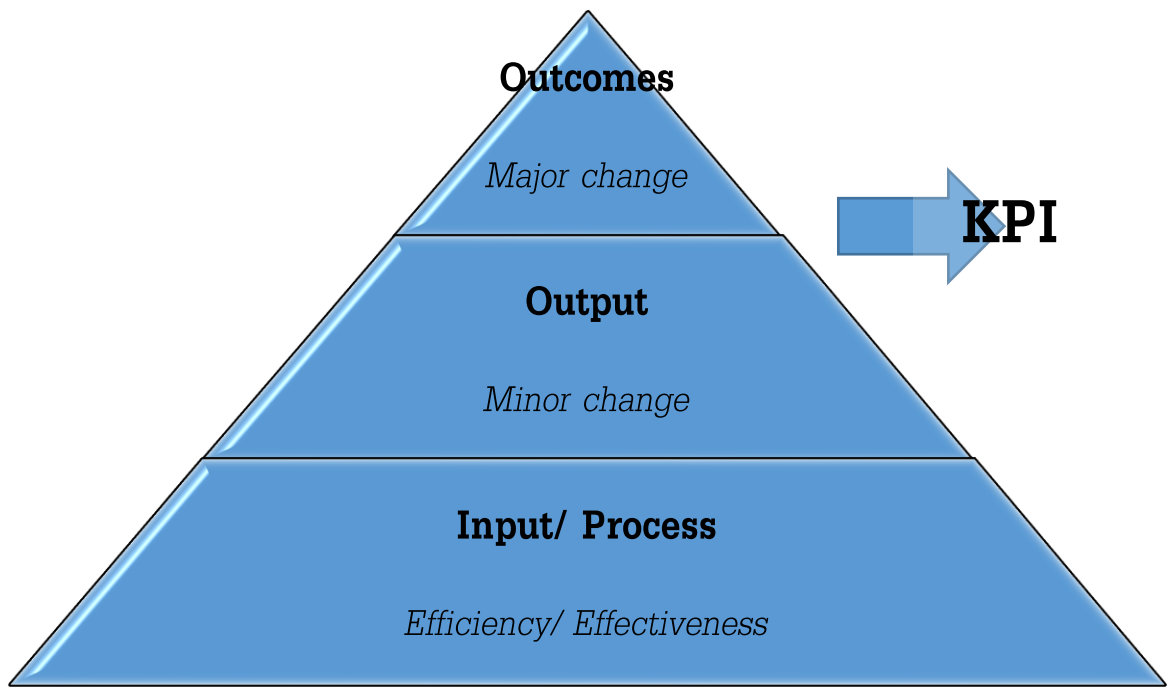 Outcomes
Major change
KPI
Output
Minor change
Input/ Process
Efficiency/ Effectiveness